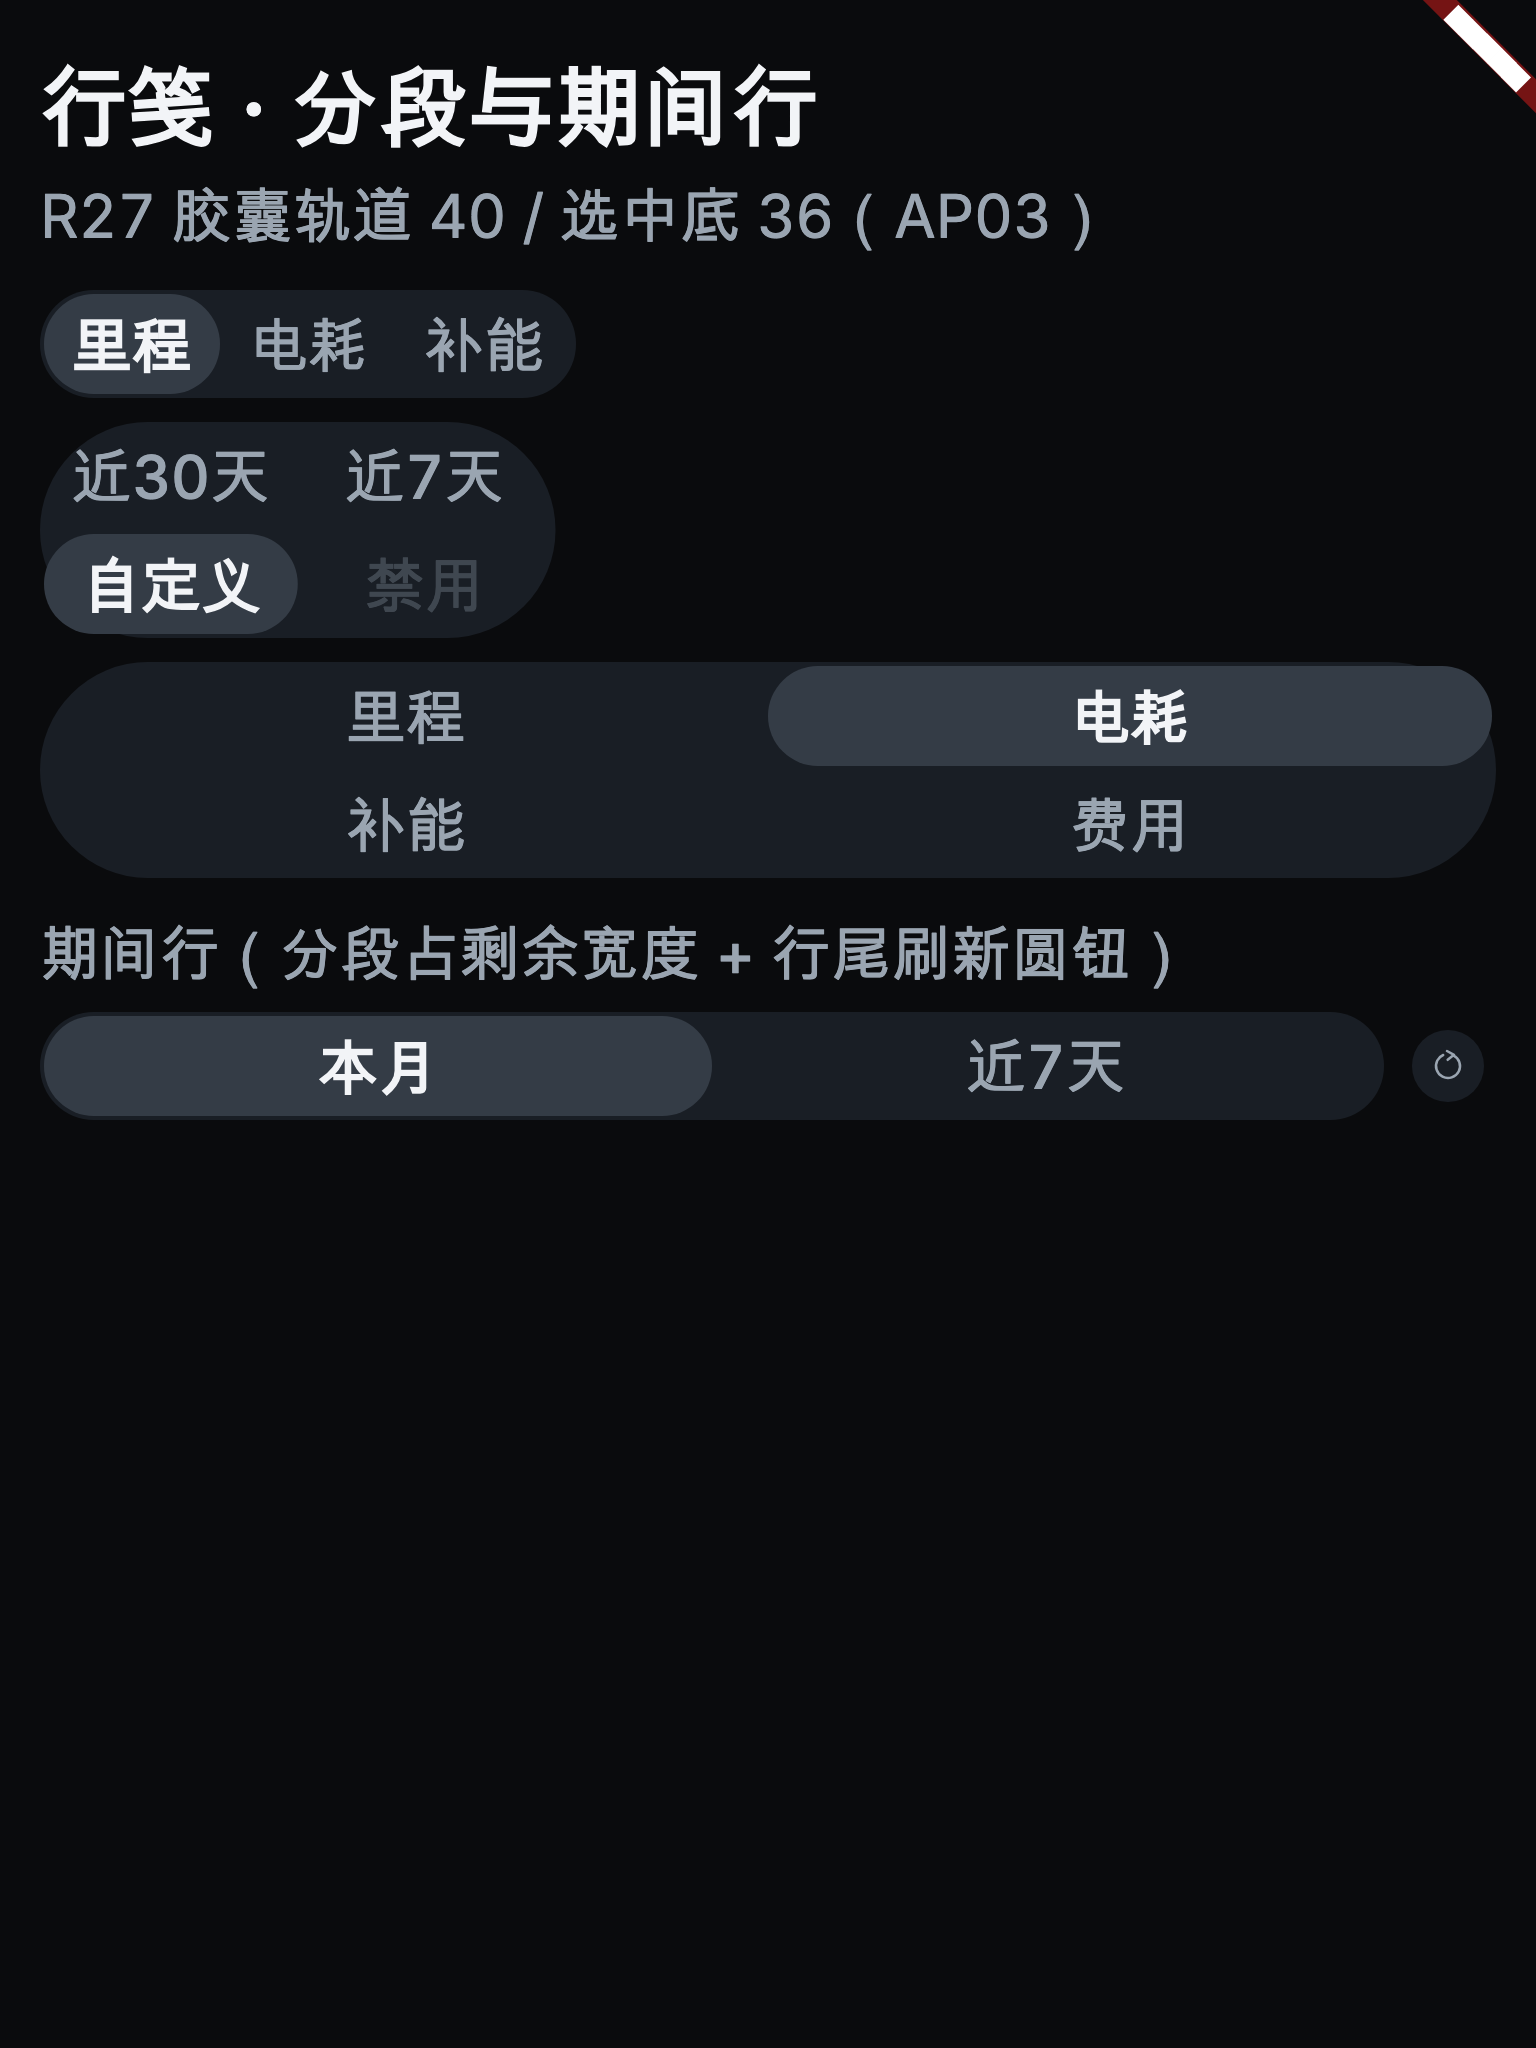 行笺 · 分段与期间行
R27 胶囊轨道 40 / 选中底 36 ( AP03 )
里程 电耗 补能
近30天 近7天
自定义 禁用
里程 电耗
补能 费用
期间行 ( 分段占剩余宽度 + 行尾刷新圆钮 )
本月 近7天